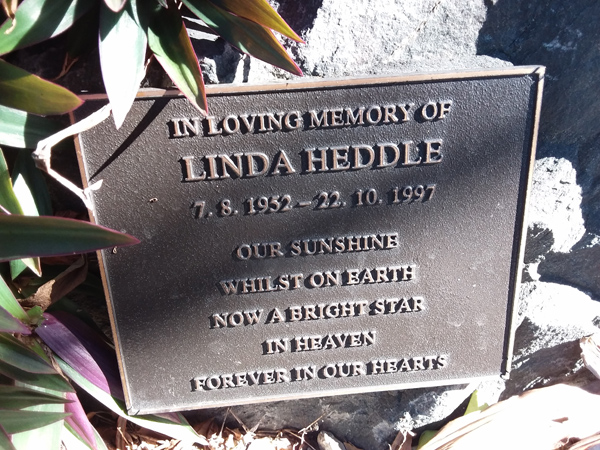 IN LOVING MEMORY OF
LINDA HEDDLE
7. 8. 1952 – 22. 10. 1997
OUR SUNSHINE
WHILST ON EARTH
NOW A BRIGHT STAR
IN HEAVEN
FOREVER IN OUR HEARTS